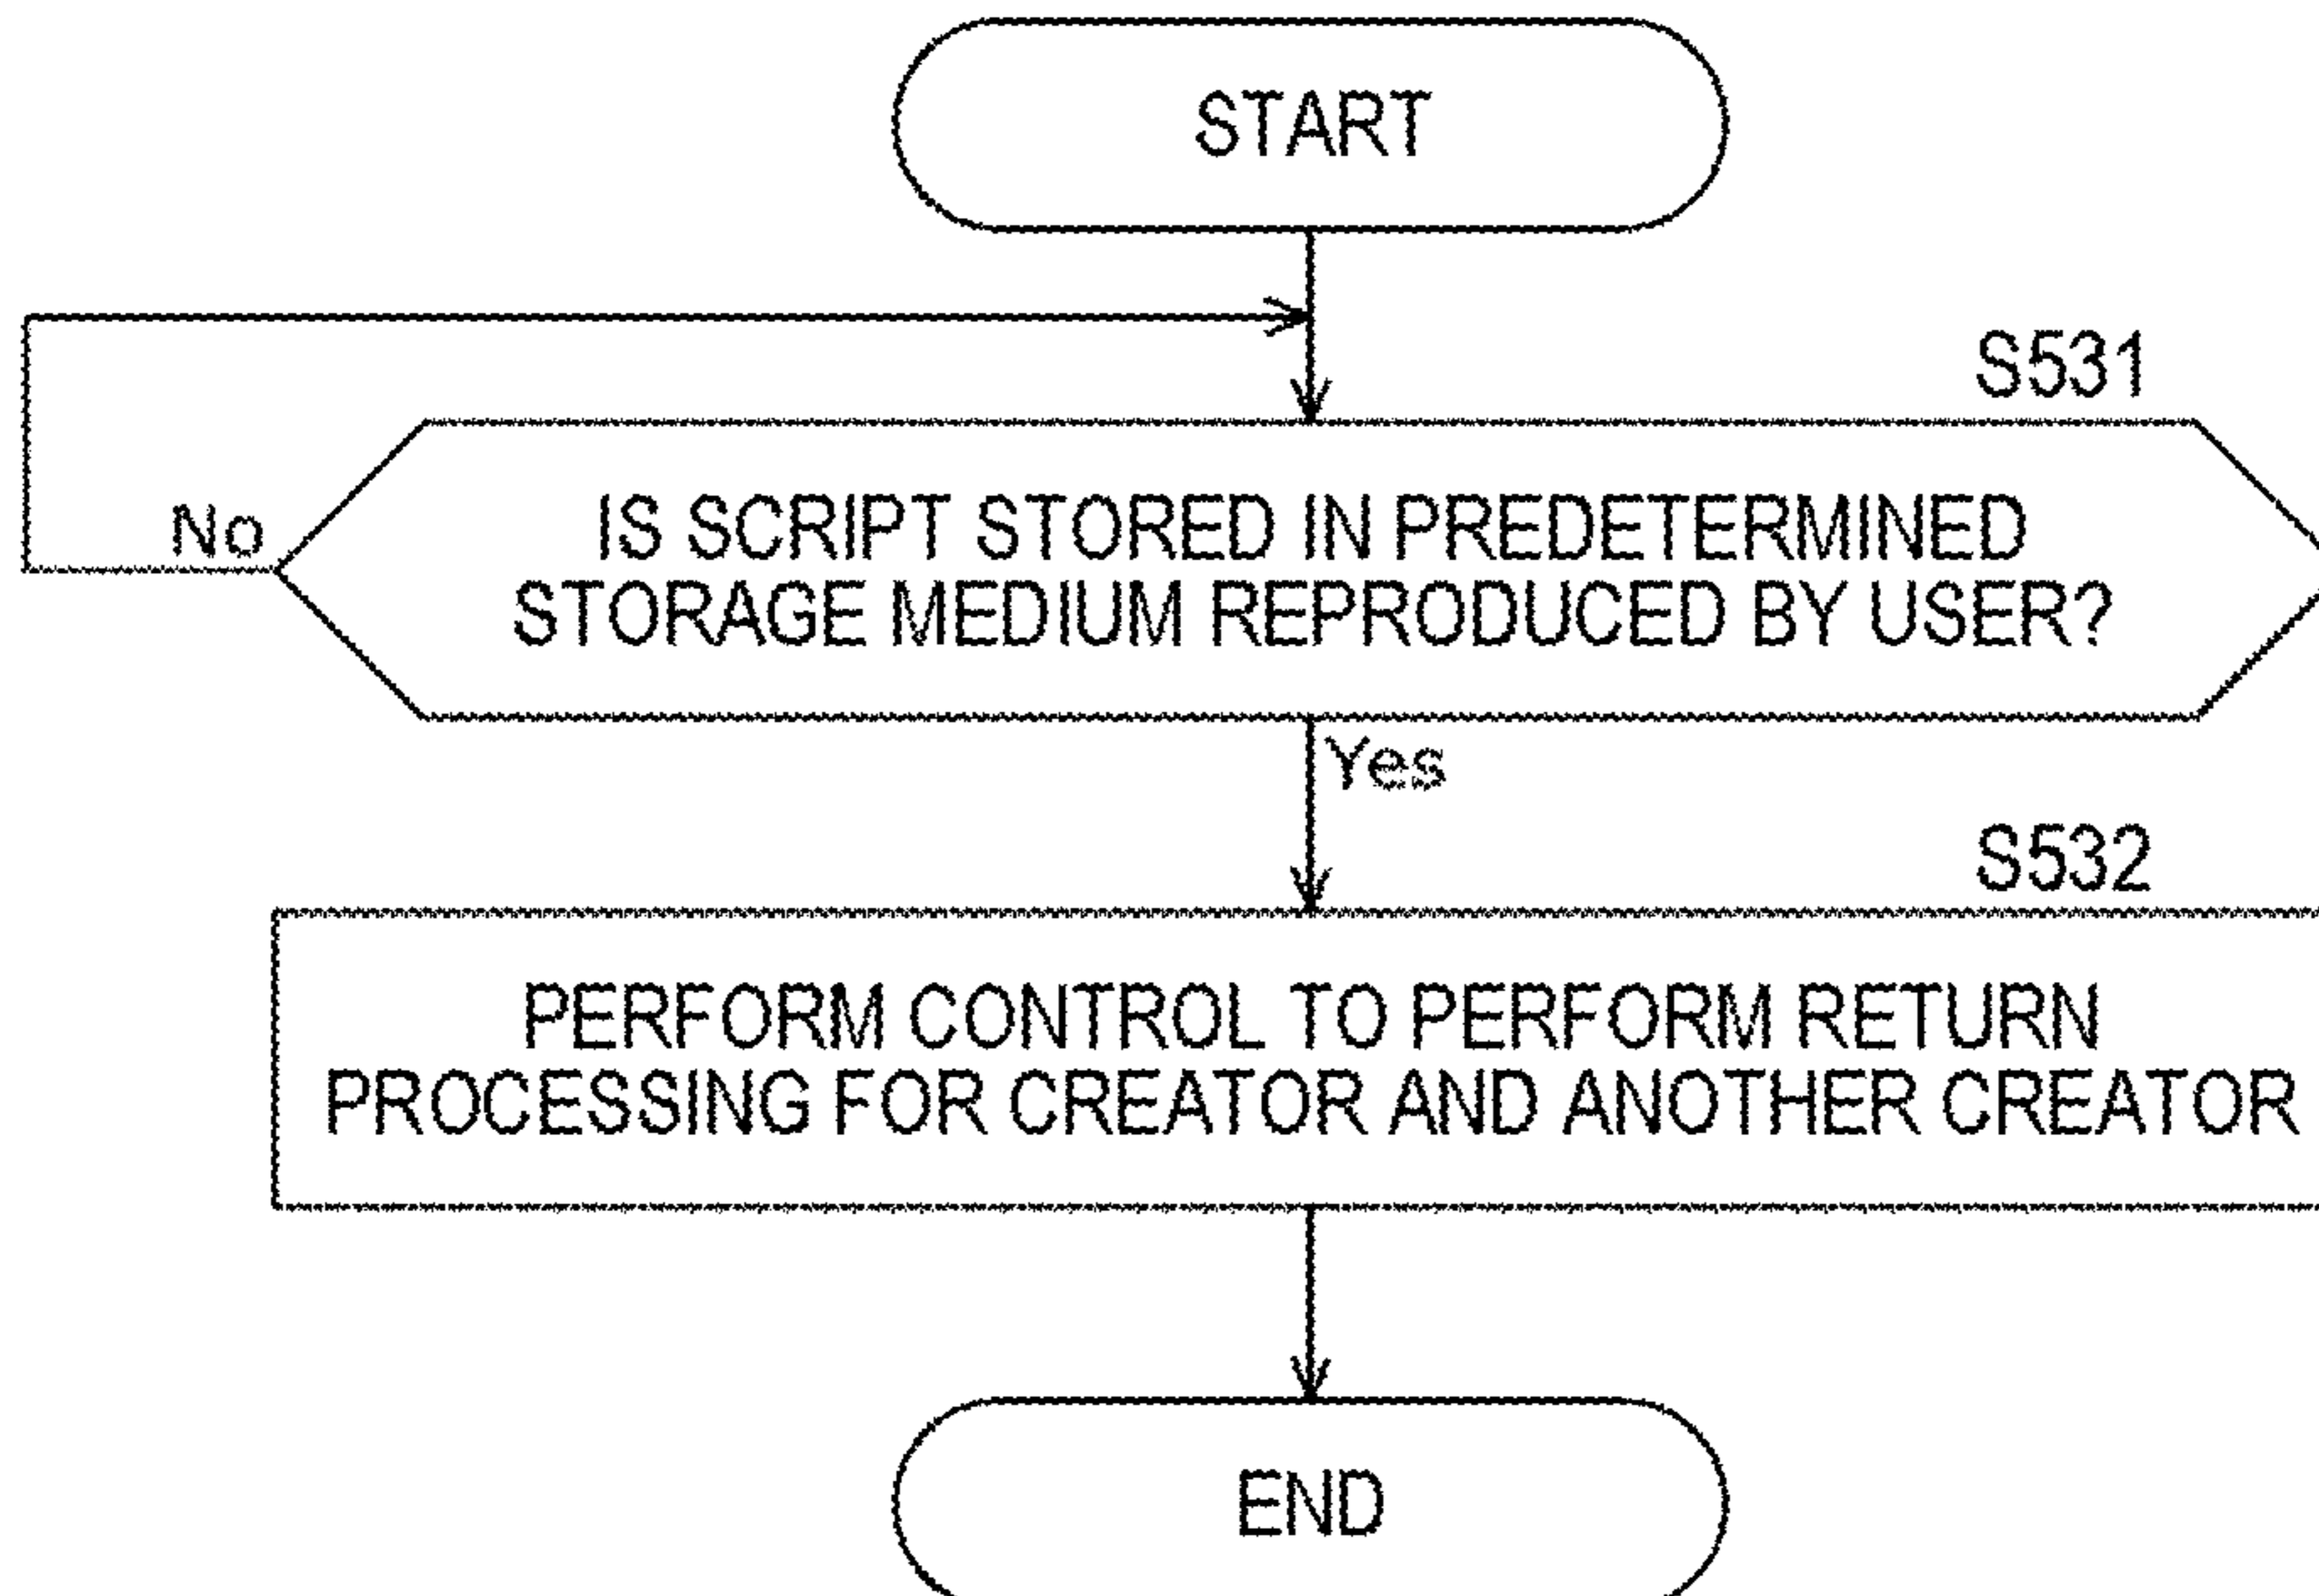 START
S531
No
IS SCRIPT STORED IN PREDETERMINED
STORAGE MEDIUM REPRODUCED BY USER?
Yes
S532
PERFORM CONTROL TO PERFORM RETURN
PROCESSING FOR CREATOR AND ANOTHER CREATOR
END